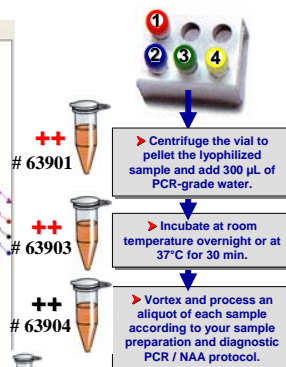 1
2 3 4
++
# 63901
➤ Centrifuge the vial to
pellet the lyophilized
sample and add 300 µL of
PCR-grade water.
++
# 63903
➤ Incubate at room
temperature overnight or at
37°C for 30 min.
++
# 63904
➤ Vortex and process an
aliquot of each sample
according to your sample
preparation and diagnostic
PCR / NAA protocol.